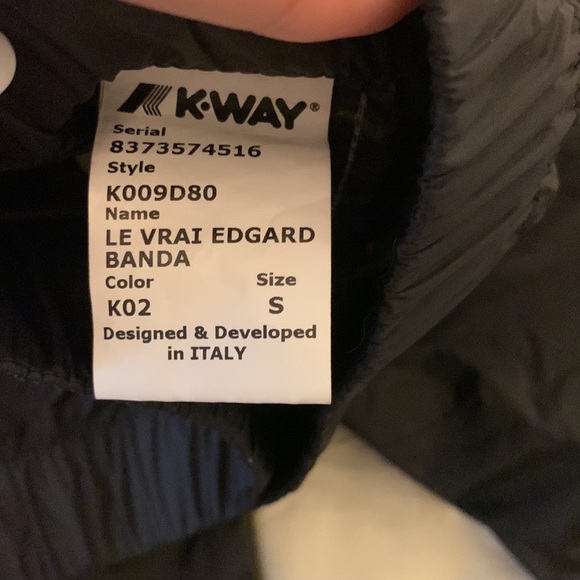 K·WAY®
Serial
8373574516
Style
K009D80
Name
LE VRAI EDGARD
BANDA
Color Size
K02 S
Designed & Developed
in ITALY